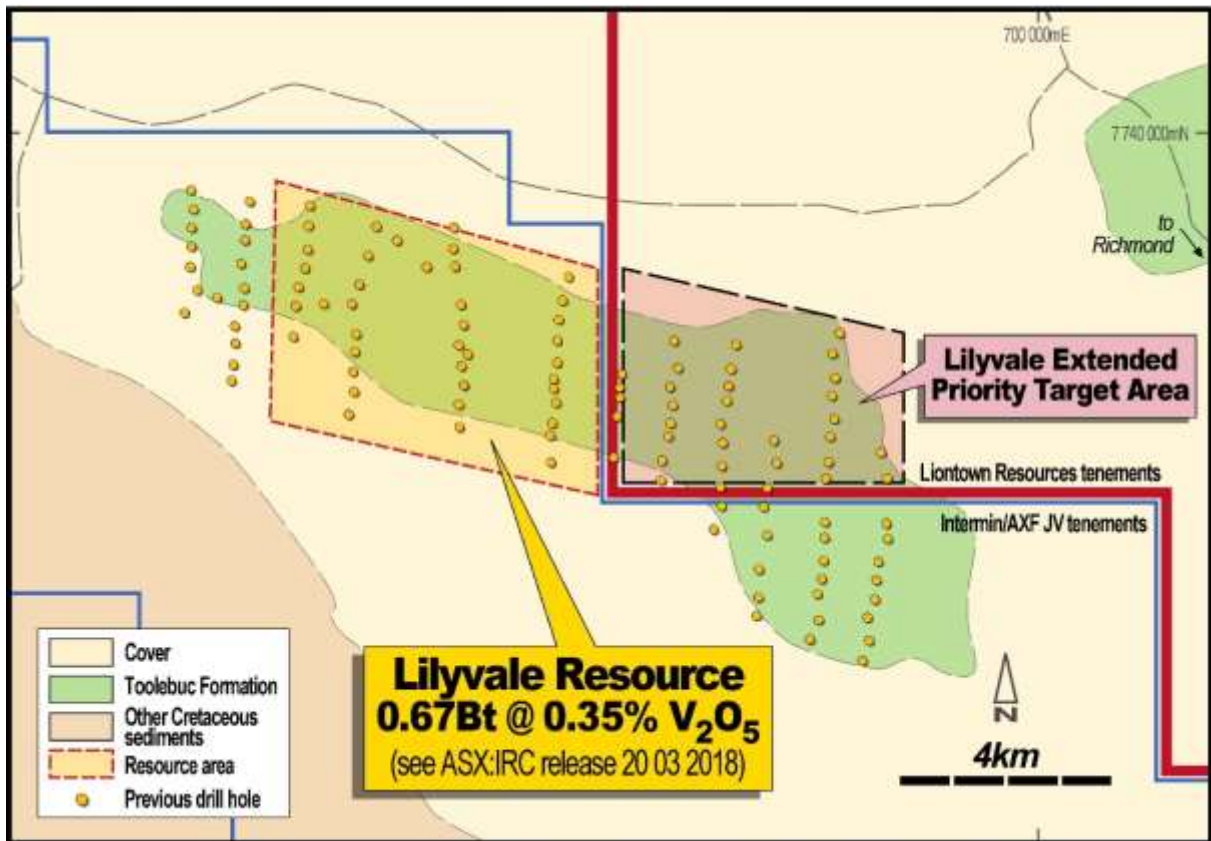 700 000mE
7 740 000mN
to
Richmond
Lilyvale Extended
Priority Target Area
Liontown Resources tenements
Intermin/AXF JV tenements
Lilyvale Resource
0.67Bt @ 0.35% V₂O₅
(see ASX:IRC release 20 03 2018)
Cover
Toolebuc Formation
Other Cretaceous
sediments
Resource area
Previous drill hole
N
4km